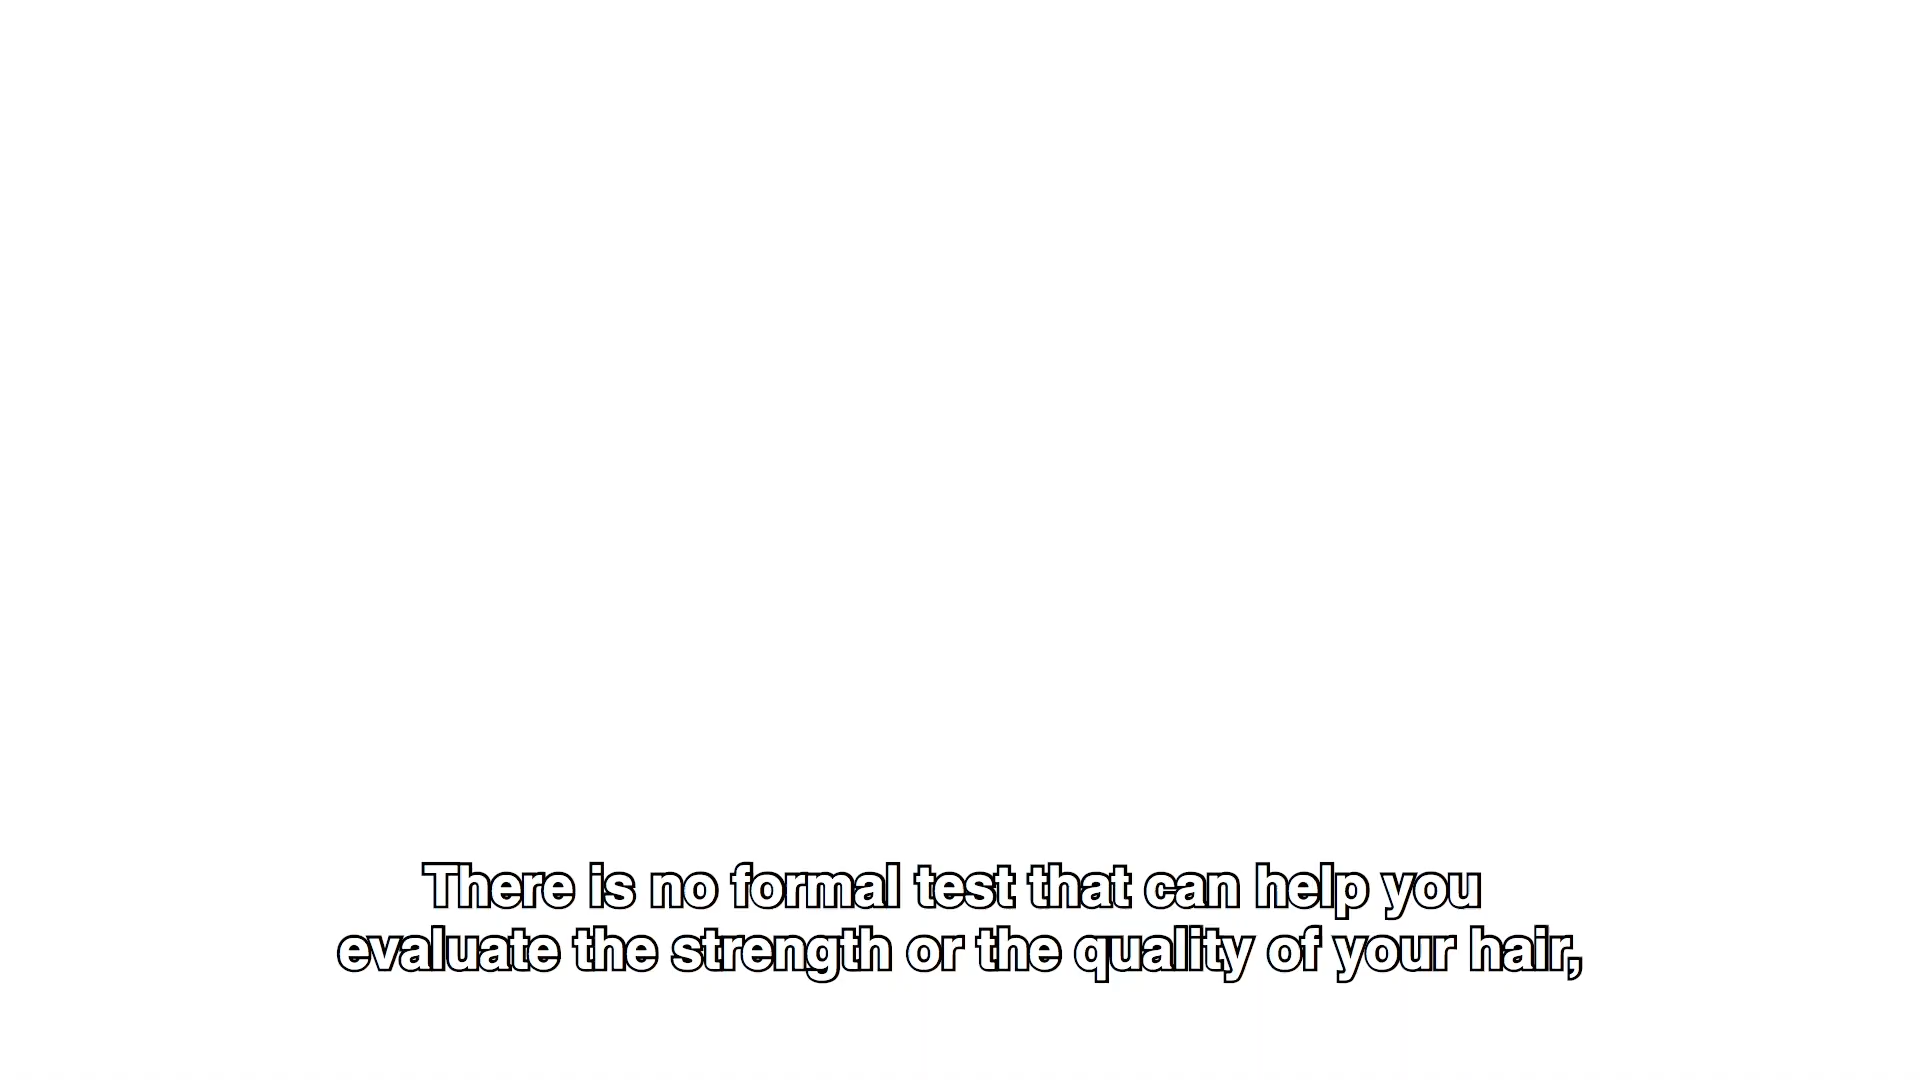 There is no formal test that can help you
evaluate the strength or the quality of your hair,